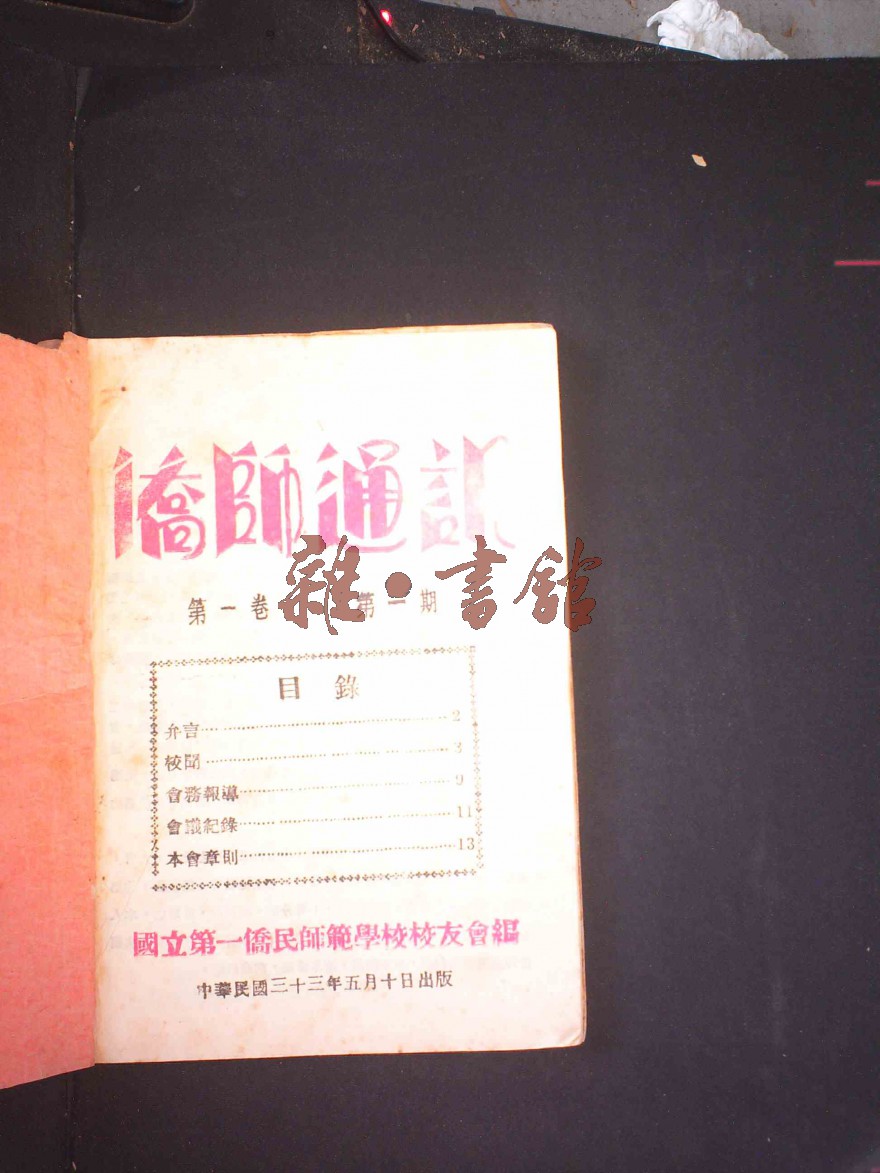 僑師通訊
第一卷 第一期
雜·書館
目錄
弁言……………………2
校聞……………………3
會務報導……………………9
會議紀錄……………………11
本會章則……………………13
國立第一僑民師範學校校友會編
中華民國三十三年五月十日出版